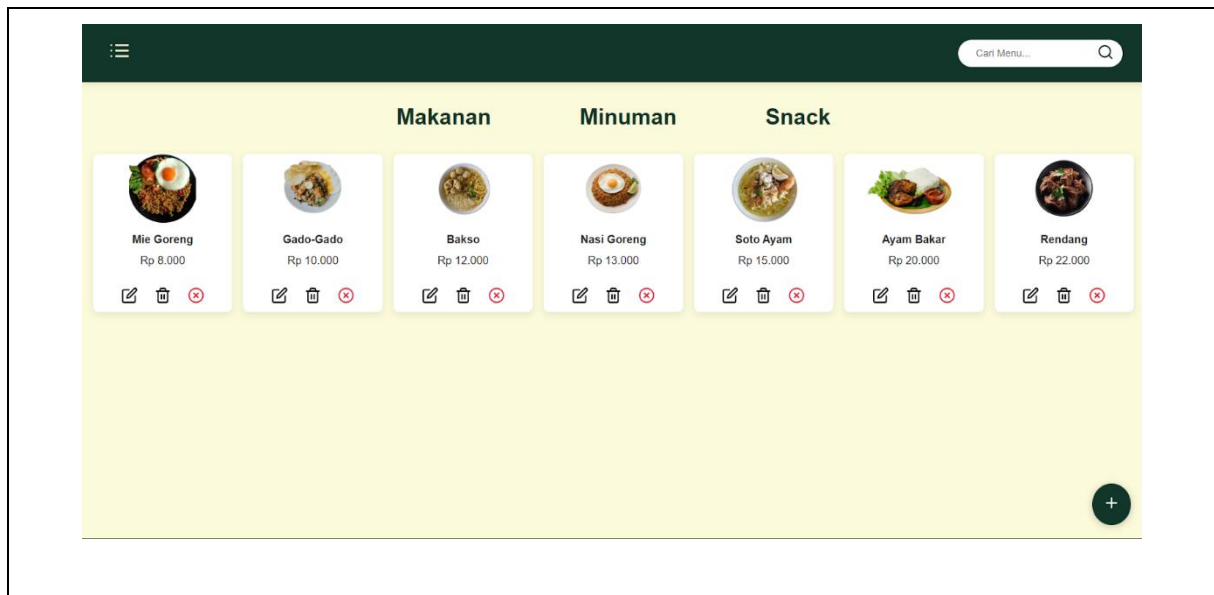 Cari Menu...
Makanan Minuman Snack
Mie Goreng Gado-Gado Bakso Nasi Goreng Soto Ayam Ayam Bakar Rendang
Rp 8.000 Rp 10.000 Rp 12.000 Rp 13.000 Rp 15.000 Rp 20.000 Rp 22.000
+